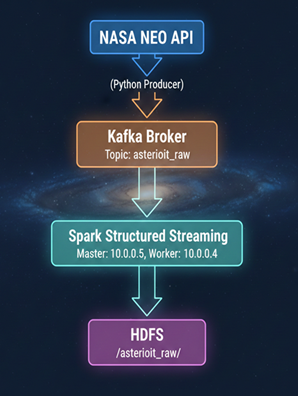 NASA NEO API
(Python Producer)
Kafka Broker
Topic: asterioit_raw
Spark Structured Streaming
Master: 10.0.0.5, Worker: 10.0.0.4
HDFS
/asterioit_raw/